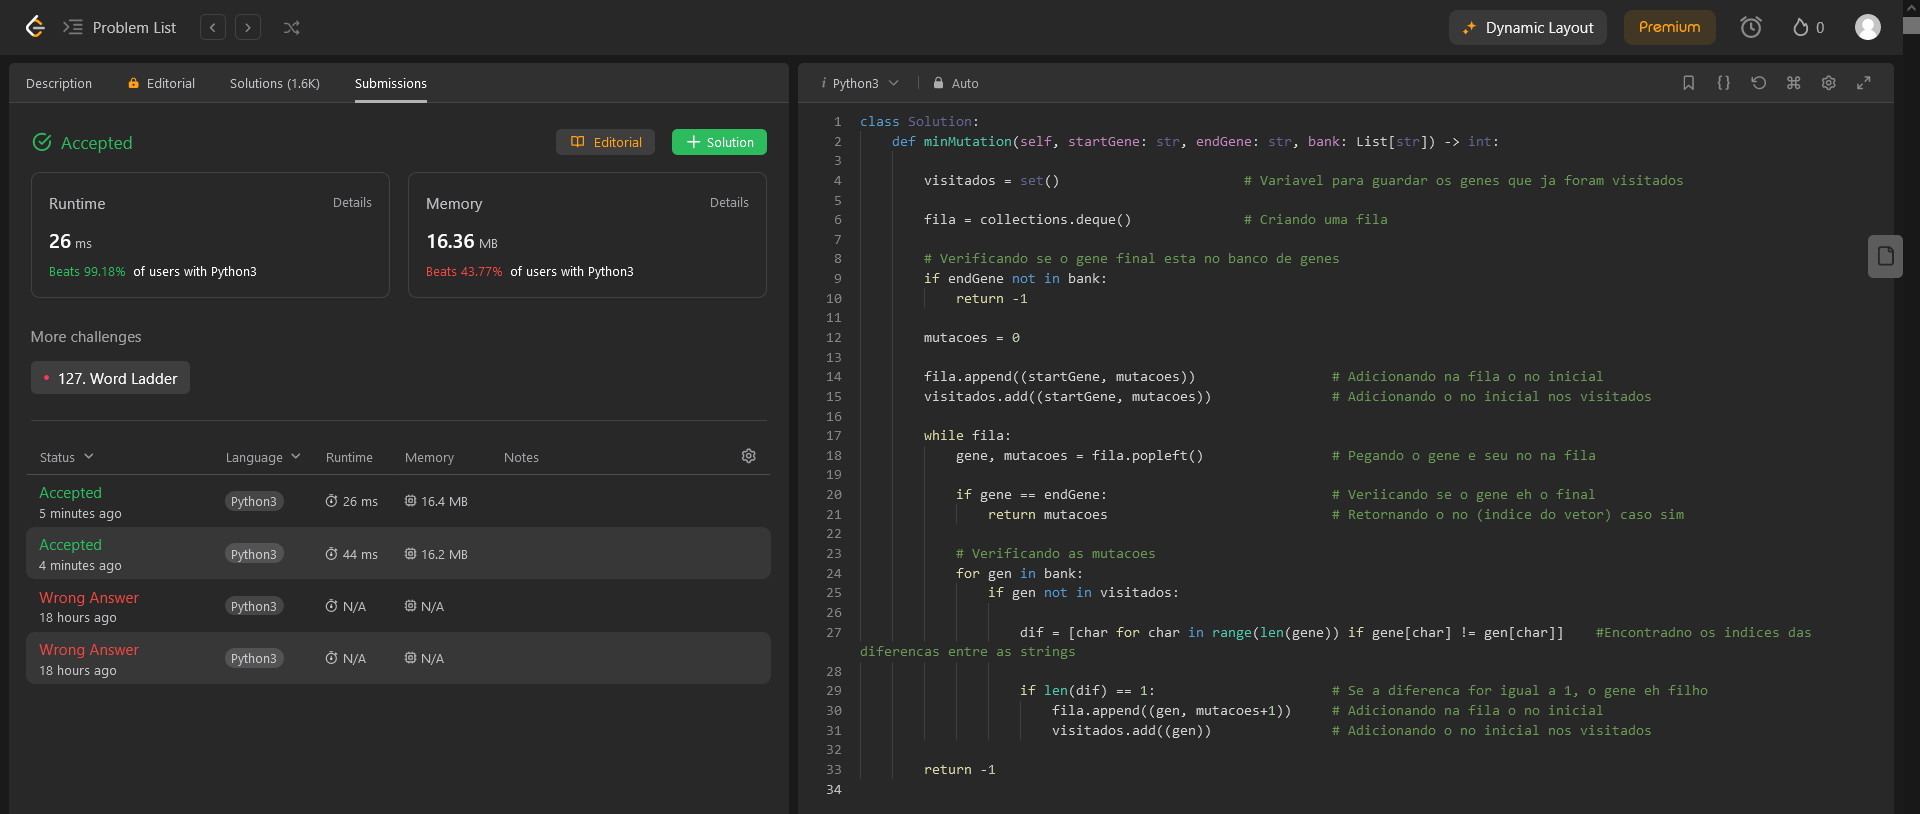 Problem List
Dynamic Layout
Premium
0
Description
Editorial
Solutions (1.6K)
Submissions
Accepted
Editorial
Solution
Runtime
Details
26 ms
Beats 99.18% of users with Python3
Memory
Details
16.36 MB
Beats 43.77% of users with Python3
More challenges
127. Word Ladder
Status Language Runtime Memory Notes
Accepted
5 minutes ago
Python3 26 ms 16.4 MB
Accepted
4 minutes ago
Python3 44 ms 16.2 MB
Wrong Answer
18 hours ago
Python3 N/A N/A
Wrong Answer
18 hours ago
Python3 N/A N/A
i Python3 Auto
{}
1 class Solution:
2 def minMutation(self, startGene: str, endGene: str, bank: List[str]) -> int:
3
4 visitados = set() # Variavel para guardar os genes que ja foram visitados
5
6 fila = collections.deque() # Criando uma fila
7
8 # Verificando se o gene final esta no banco de genes
9 if endGene not in bank:
10 return -1
11
12 mutacoes = 0
13
14 fila.append((startGene, mutacoes)) # Adicionando na fila o no inicial
15 visitados.add((startGene, mutacoes)) # Adicionando o no inicial nos visitados
16
17 while fila:
18 gene, mutacoes = fila.popleft() # Pegando o gene e seu no na fila
19
20 if gene == endGene: # Veriicando se o gene eh o final
21 return mutacoes # Retornando o no (indice do vetor) caso sim
22
23 # Verificando as mutacoes
24 for gen in bank:
25 if gen not in visitados:
26
27 dif = [char for char in range(len(gene)) if gene[char] != gen[char]] #Encontradno os indices das
diferencas entre as strings
28
29 if len(dif) == 1: # Se a diferenca for igual a 1, o gene eh filho
30 fila.append((gen, mutacoes+1)) # Adicionando na fila o no inicial
31 visitados.add((gen)) # Adicionando o no inicial nos visitados
32
33 return -1
34